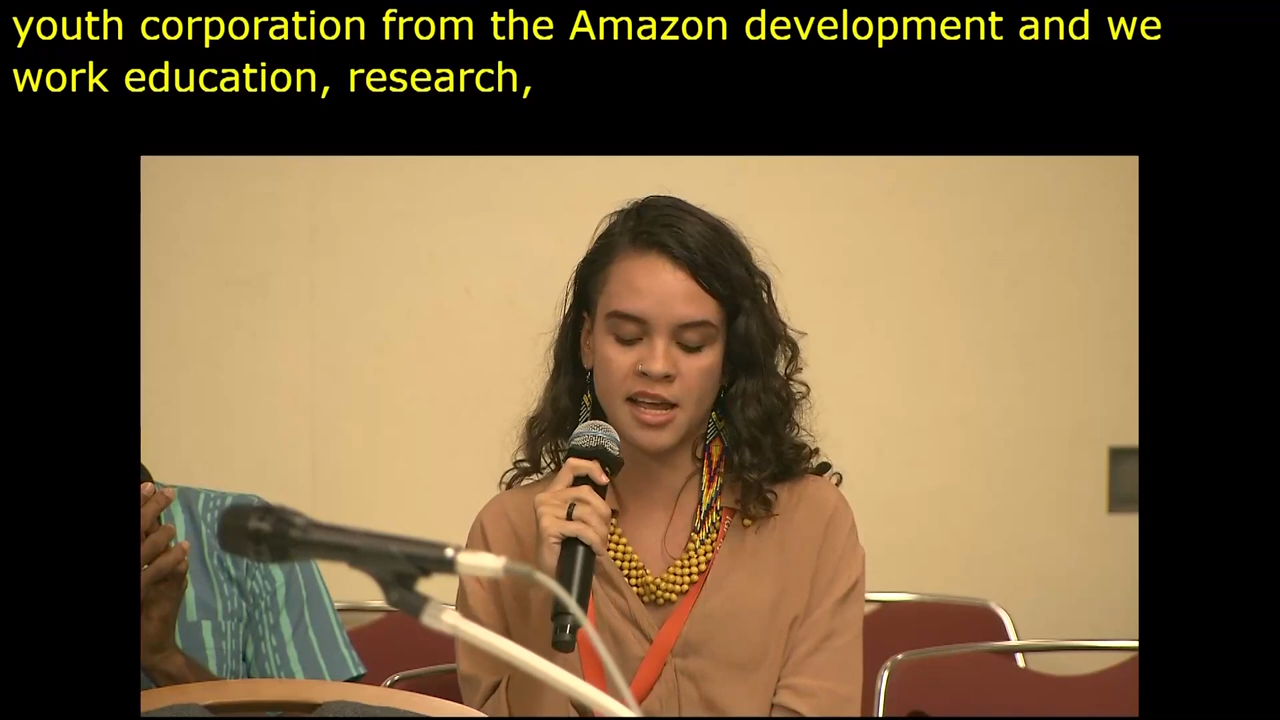 youth corporation from the Amazon development and we
work education, research,